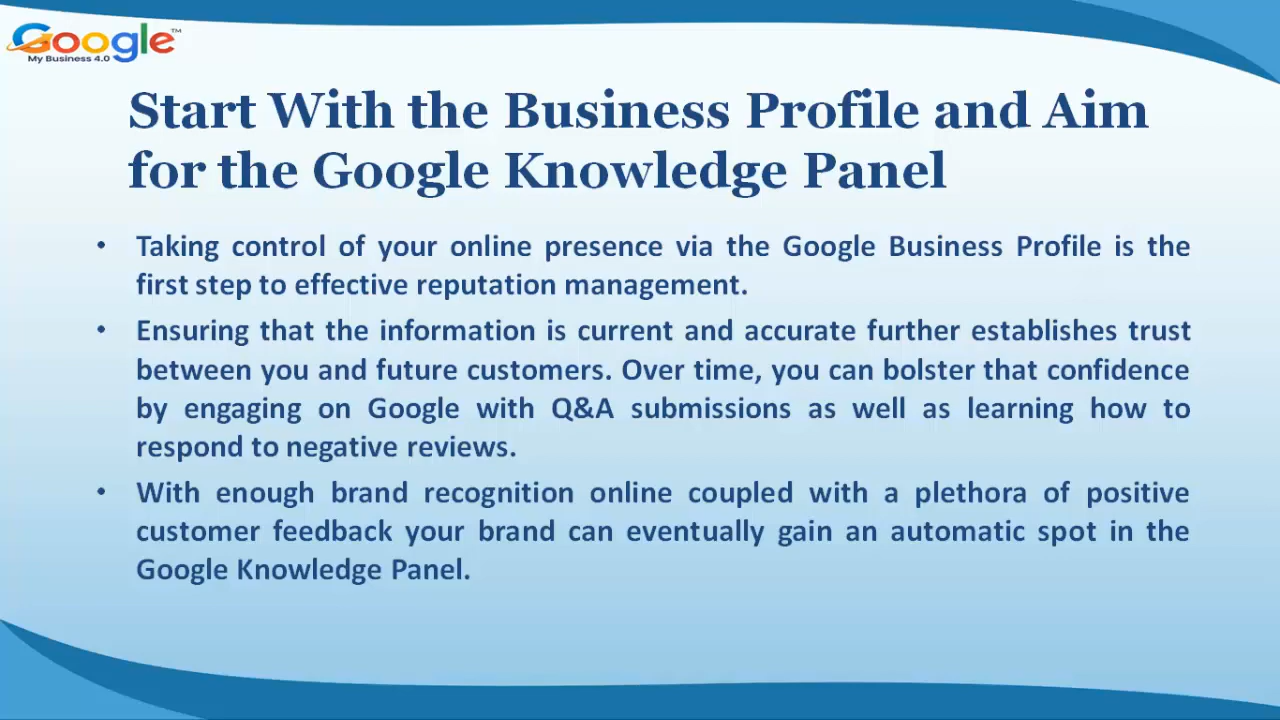 Google™
My Business 4.0
Start With the Business Profile and Aim
for the Google Knowledge Panel
• Taking control of your online presence via the Google Business Profile is the
first step to effective reputation management.
• Ensuring that the information is current and accurate further establishes trust
between you and future customers. Over time, you can bolster that confidence
by engaging on Google with Q&A submissions as well as learning how to
respond to negative reviews.
• With enough brand recognition online coupled with a plethora of positive
customer feedback your brand can eventually gain an automatic spot in the
Google Knowledge Panel.